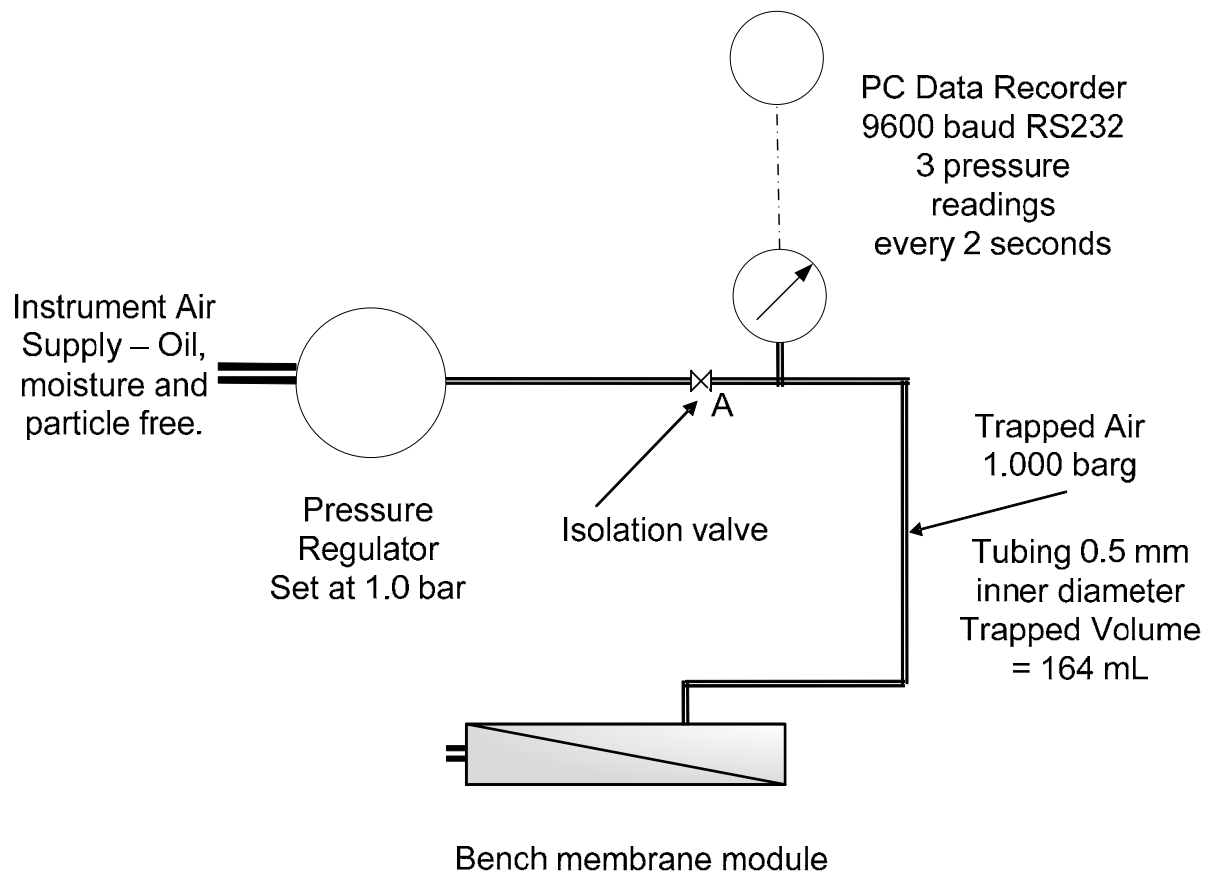 PC Data Recorder
9600 baud RS232
3 pressure
readings
every 2 seconds
Instrument Air
Supply – Oil,
moisture and
particle free.
A
Pressure
Regulator
Set at 1.0 bar
Isolation valve
Trapped Air
1.000 barg
Tubing 0.5 mm
inner diameter
Trapped Volume
= 164 mL
Bench membrane module